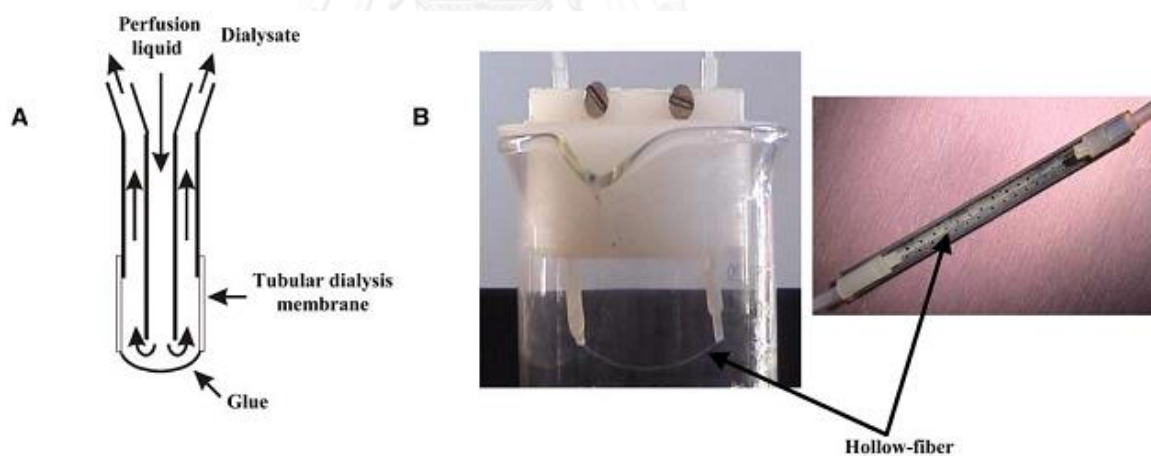 Perfusion
liquid
Dialysate
A
B
Tubular dialysis
membrane
Glue
Hollow-fiber